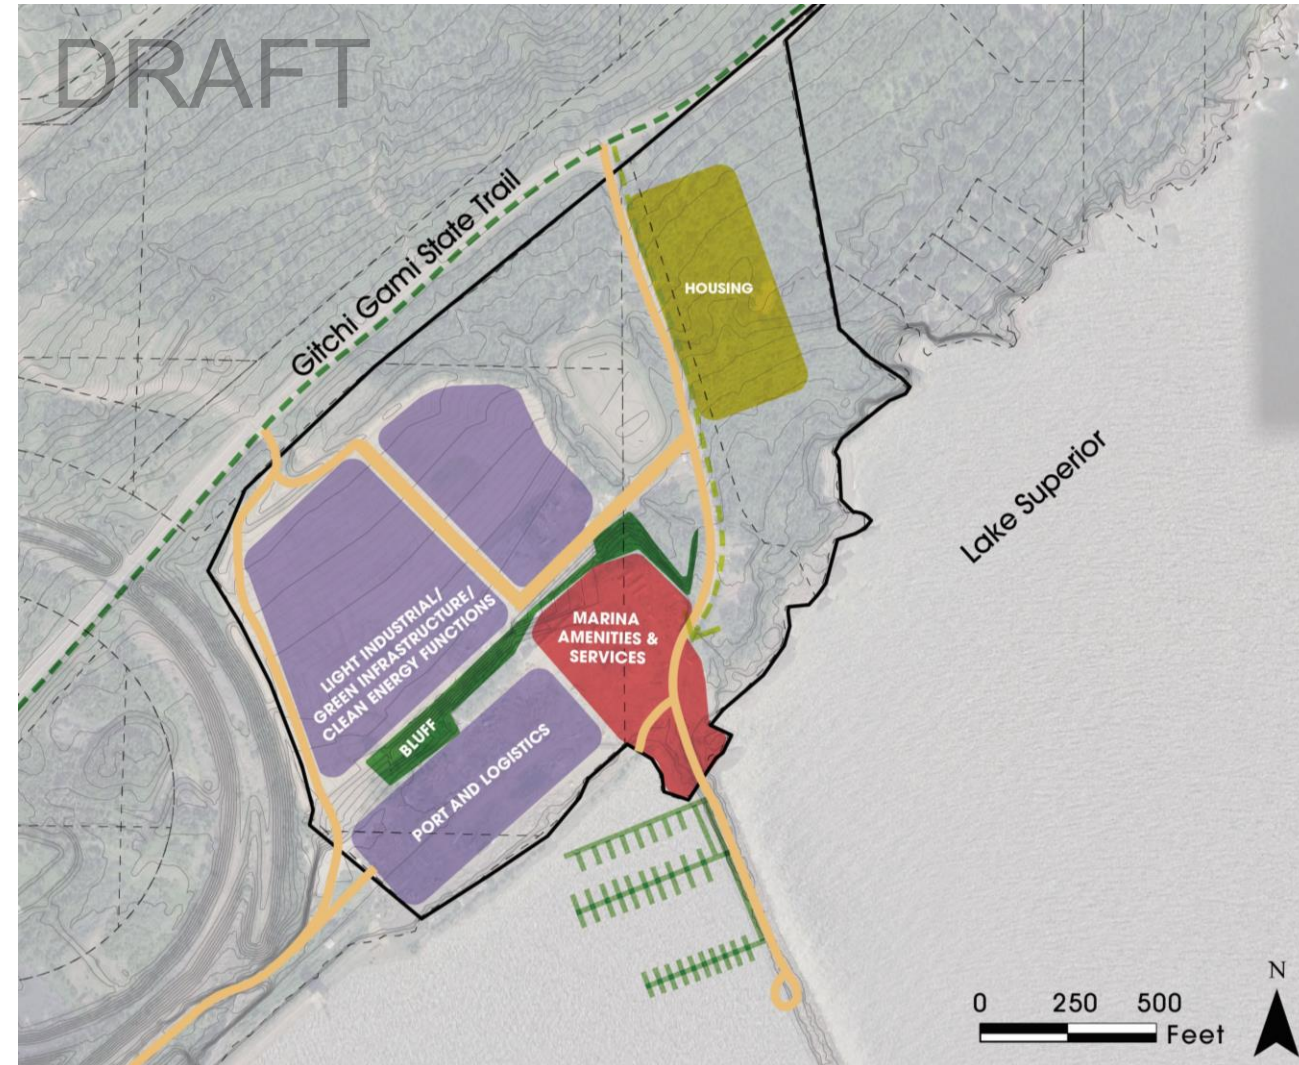 DRAFT
Gitchi Gami State Trail
HOUSING
Lake Superior
LIGHT INDUSTRIAL/
GREEN INFRASTRUCTURE/
CLEAN ENERGY FUNCTIONS
MARINA
AMENITIES &
SERVICES
BLUFF
PORT AND LOGISTICS
N
0 250 500
Feet